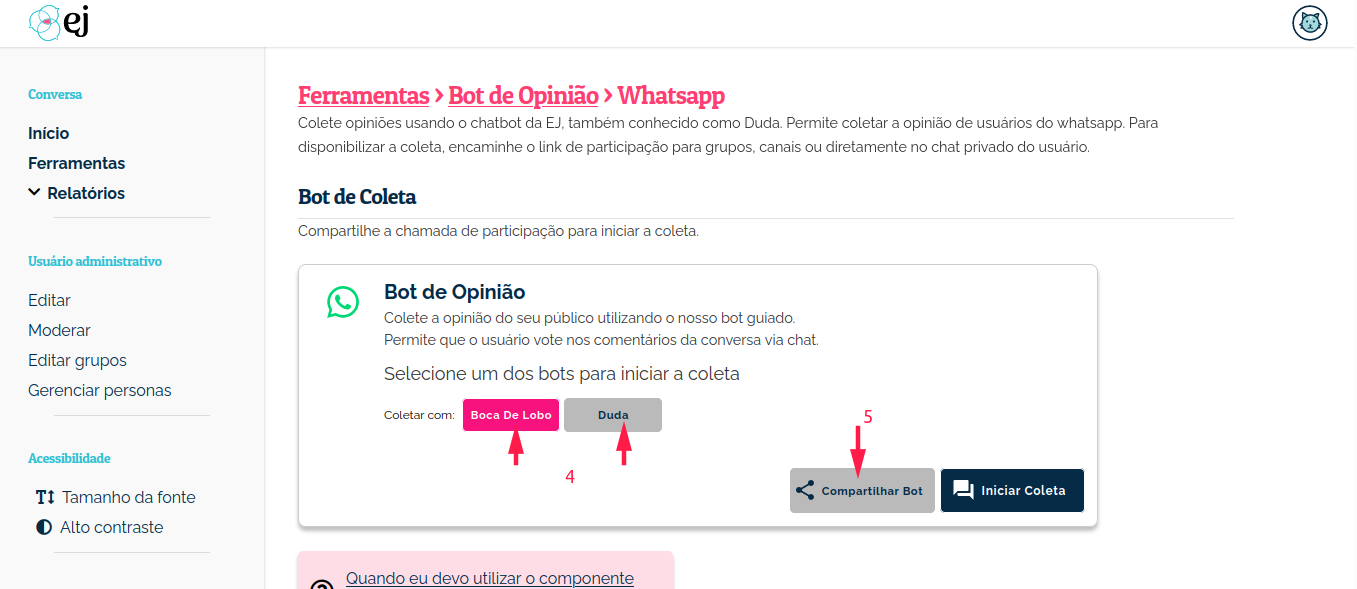 ej
Conversa
Início
Ferramentas
Relatórios
Usuário administrativo
Editar
Moderar
Editar grupos
Gerenciar personas
Acessibilidade
Tamanho da fonte
Alto contraste
Ferramentas > Bot de Opinião > Whatsapp
Colete opiniões usando o chatbot da EJ, também conhecido como Duda. Permite coletar a opinião de usuários do whatsapp. Para
disponibilizar a coleta, encaminhe o link de participação para grupos, canais ou diretamente no chat privado do usuário.
Bot de Coleta
Compartilhe a chamada de participação para iniciar a coleta.
Bot de Opinião
Colete a opinião do seu público utilizando o nosso bot guiado.
Permite que o usuário vote nos comentários da conversa via chat.
Selecione um dos bots para iniciar a coleta
Coletar com: Boca De Lobo Duda
4
5
Compartilhar Bot Iniciar Coleta
Quando eu devo utilizar o componente